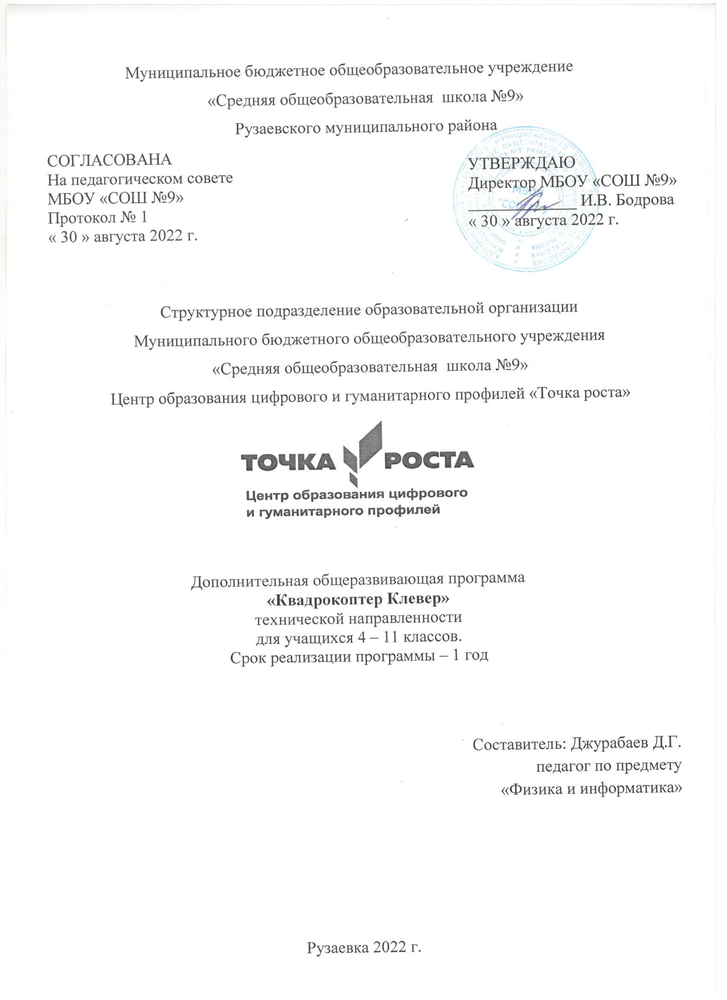 Муниципальное бюджетное общеобразовательное учреждение
«Средняя общеобразовательная школа №9»
Рузаевского муниципального района
СОГЛАСОВАНА
На педагогическом совете
МБОУ «СОШ №9»
Протокол № 1
« 30 » августа 2022 г.
УТВЕРЖДАЮ
Директор МБОУ «СОШ №9»
И.В. Бодрова
« 30 » августа 2022 г.
Структурное подразделение образовательной организации
Муниципального бюджетного общеобразовательного учреждения
«Средняя общеобразовательная школа №9»
Центр образования цифрового и гуманитарного профилей «Точка роста»
ТОЧКА РОСТА
Центр образования цифрового
и гуманитарного профилей
Дополнительная общеразвивающая программа
«Квадрокоптер Клевер»
технической направленности
для учащихся 4 – 11 классов.
Срок реализации программы – 1 год
Составитель: Джурабаев Д.Г.
педагог по предмету
«Физика и информатика»
Рузаевка 2022 г.